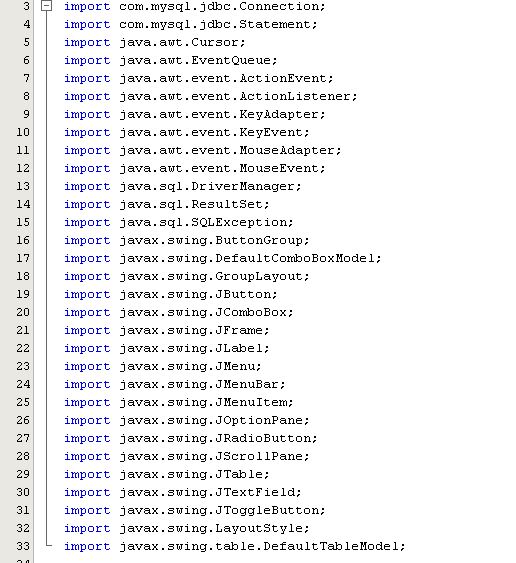 3 import com.mysql.jdbc.Connection;
4 import com.mysql.jdbc.Statement;
5 import java.awt.Cursor;
6 import java.awt.EventQueue;
7 import java.awt.event.ActionEvent;
8 import java.awt.event.ActionListener;
9 import java.awt.event.KeyAdapter;
10 import java.awt.event.KeyEvent;
11 import java.awt.event.MouseAdapter;
12 import java.awt.event.MouseEvent;
13 import java.sql.DriverManager;
14 import java.sql.ResultSet;
15 import java.sql.SQLException;
16 import javax.swing.ButtonGroup;
17 import javax.swing.DefaultComboBoxModel;
18 import javax.swing.GroupLayout;
19 import javax.swing.JButton;
20 import javax.swing.JComboBox;
21 import javax.swing.JFrame;
22 import javax.swing.JLabel;
23 import javax.swing.JMenu;
24 import javax.swing.JMenuBar;
25 import javax.swing.JMenuItem;
26 import javax.swing.JOptionPane;
27 import javax.swing.JRadioButton;
28 import javax.swing.JScrollPane;
29 import javax.swing.JTable;
30 import javax.swing.JTextField;
31 import javax.swing.JToggleButton;
32 import javax.swing.LayoutStyle;
33 import javax.swing.table.DefaultTableModel;